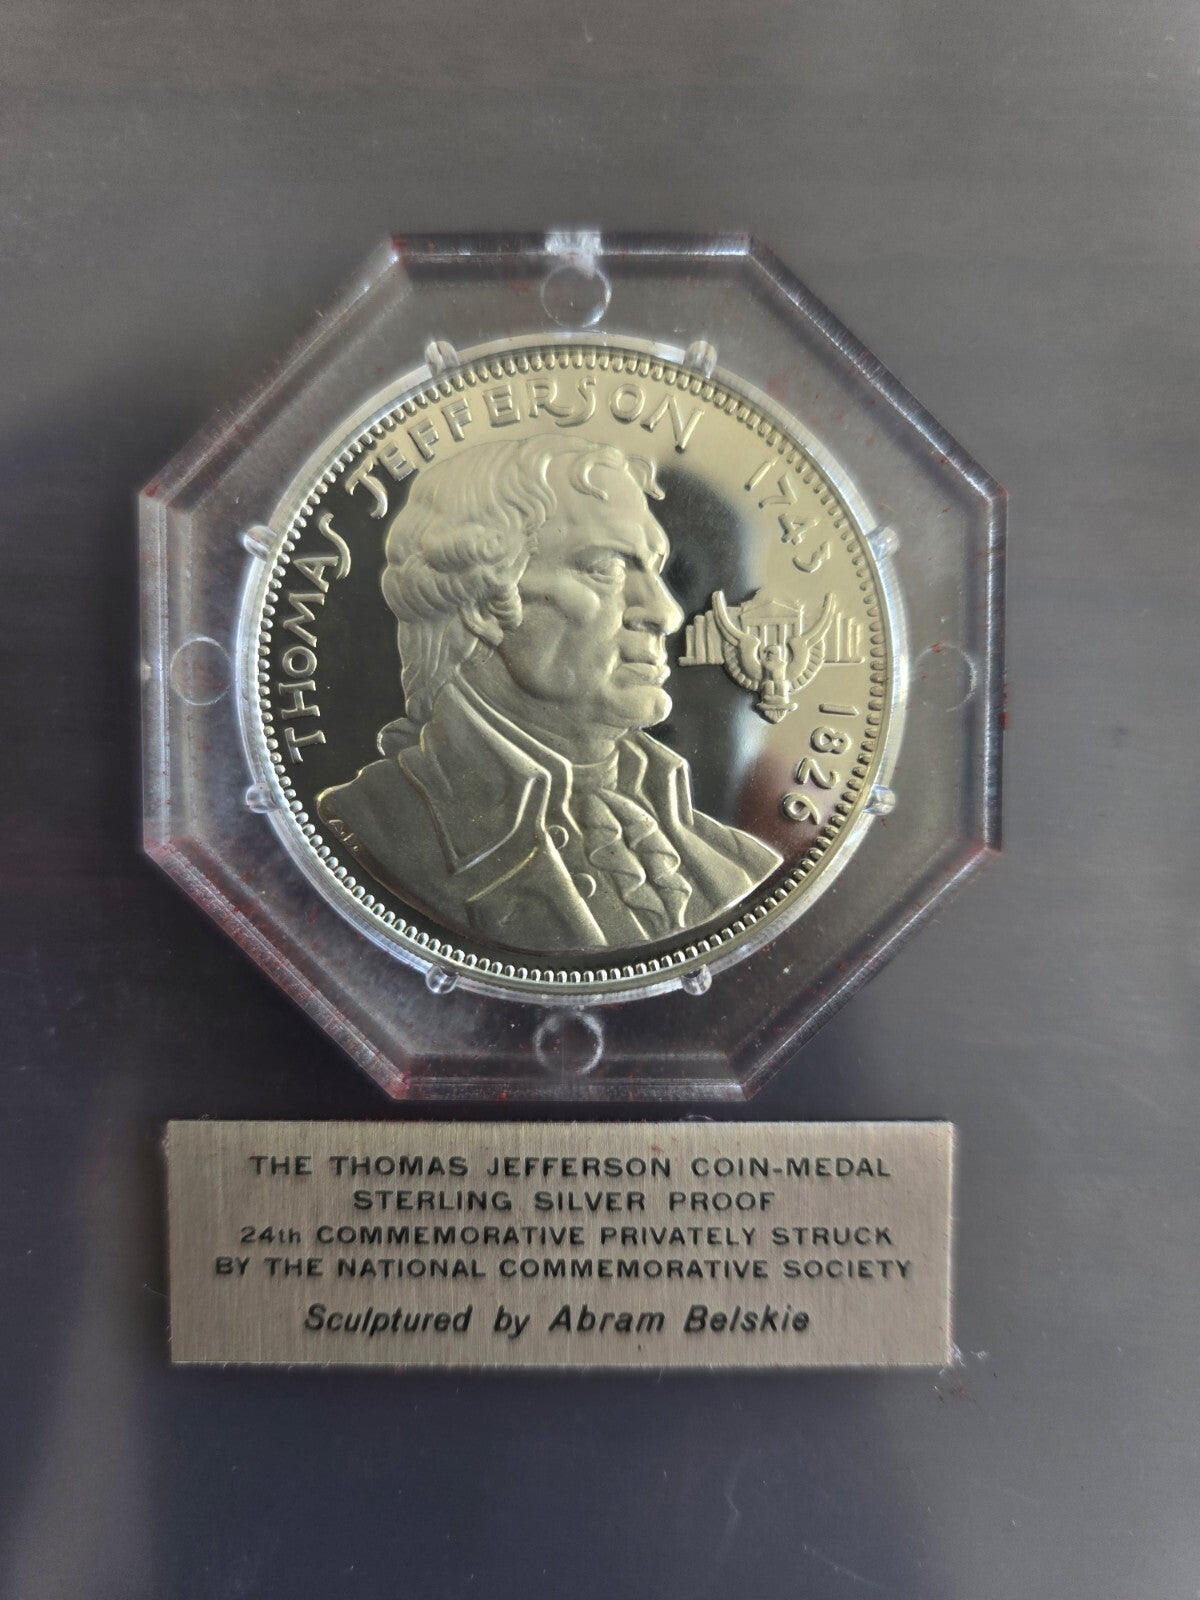 THOMAS JEFFERSON 1743
1826
THE THOMAS JEFFERSON COIN-MEDAL
STERLING SILVER PROOF
24th COMMEMORATIVE PRIVATELY STRUCK
BY THE NATIONAL COMMEMORATIVE SOCIETY
Sculptured by Abram Belskie